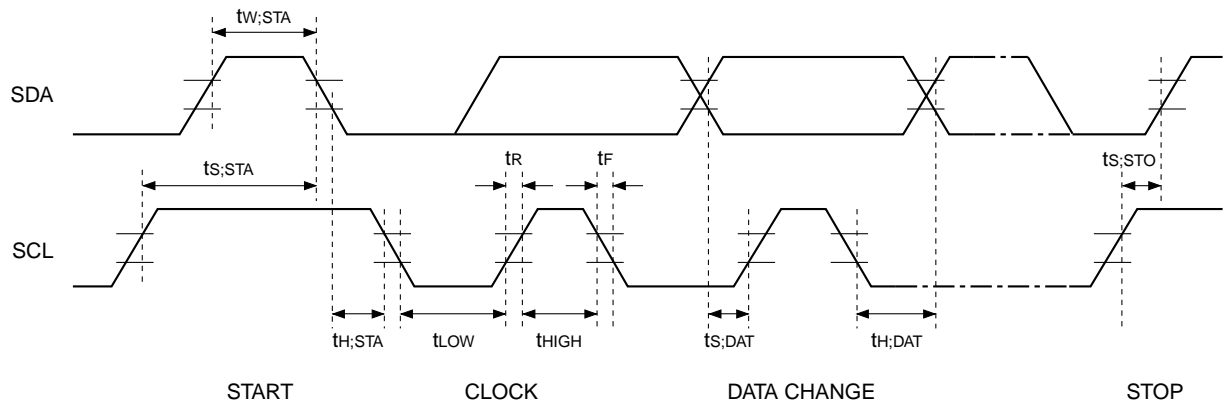 tW;STA
SDA
tS;STA
tR
tF
tS;STO
SCL
tH;STA
tLOW
tHIGH
tS;DAT
tH;DAT
START
CLOCK
DATA CHANGE
STOP